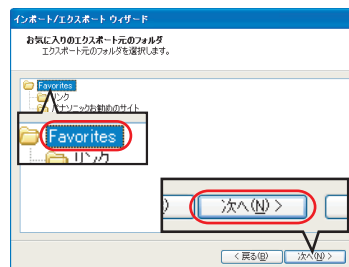 インポート/エクスポート ウィザード
お気に入りのエクスポート元のフォルダ
エクスポート元のフォルダを選択します。
Favorites
リンク
パナソニックお勧めのサイト
Favorites
リンク
次へ(N) >
< 戻る(B)
次へ(N) >